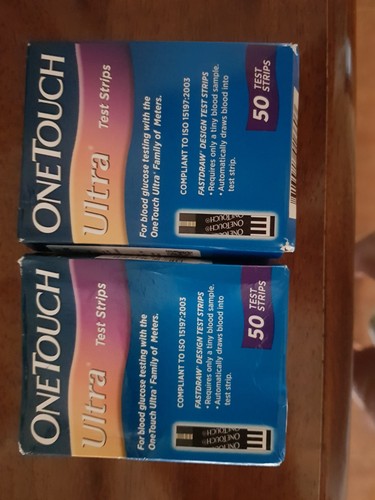 ONETOUCH
Ultra®
Test Strips
For blood glucose testing with the
OneTouch Ultra® Family of Meters.
COMPLIANT TO ISO 15197:2003
FASTDRAW® DESIGN TEST STRIPS
• Requires only a tiny blood sample.
• Automatically draws blood into
test strip.
50 TEST
STRIPS
ONETOUCH®
ONETOUCH®
ONETOUCH
Ultra®
Test Strips
For blood glucose testing with the
OneTouch Ultra® Family of Meters.
COMPLIANT TO ISO 15197:2003
FASTDRAW® DESIGN TEST STRIPS
• Requires only a tiny blood sample.
• Automatically draws blood into
test strip.
50 TEST
STRIPS
ONETOUCH®
ONETOUCH®